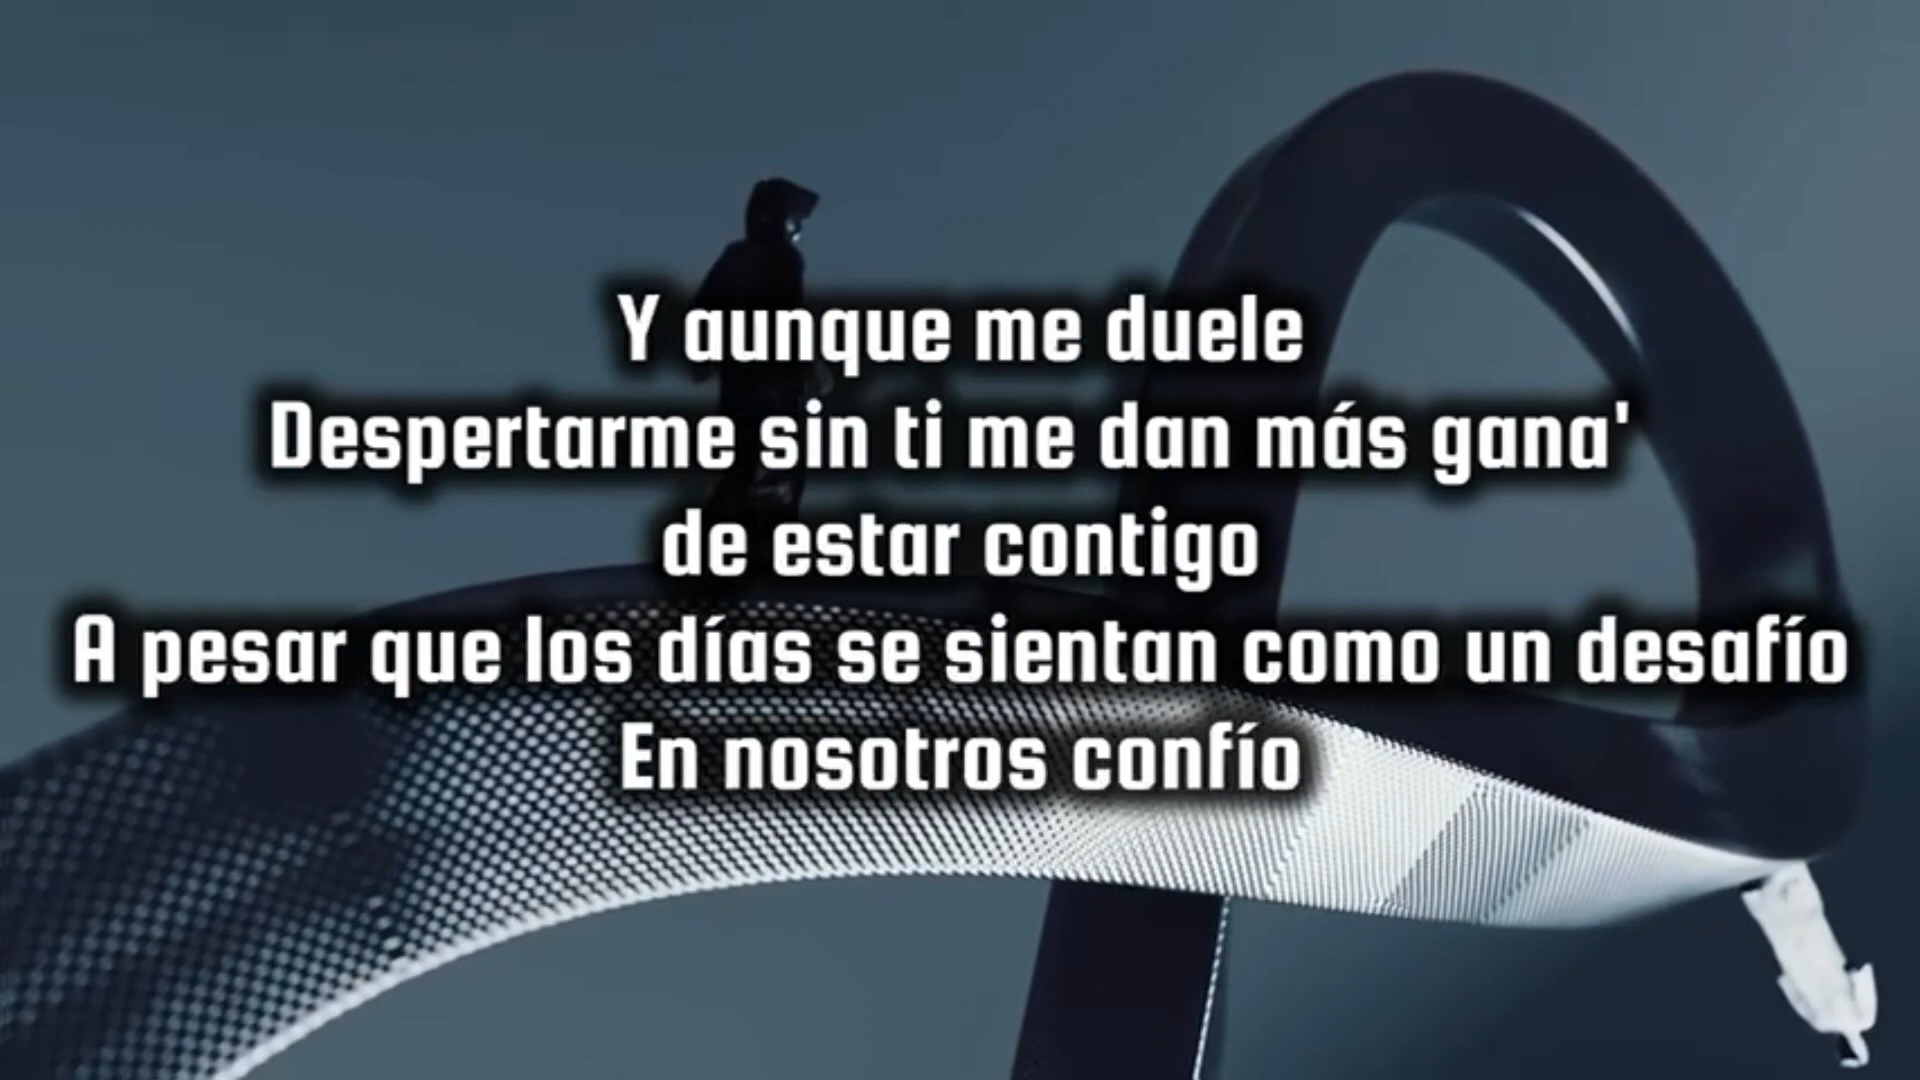 Y aunque me duele
Despertarme sin ti me dan más gana'
de estar contigo
A pesar que los días se sientan como un desafío
En nosotros confío